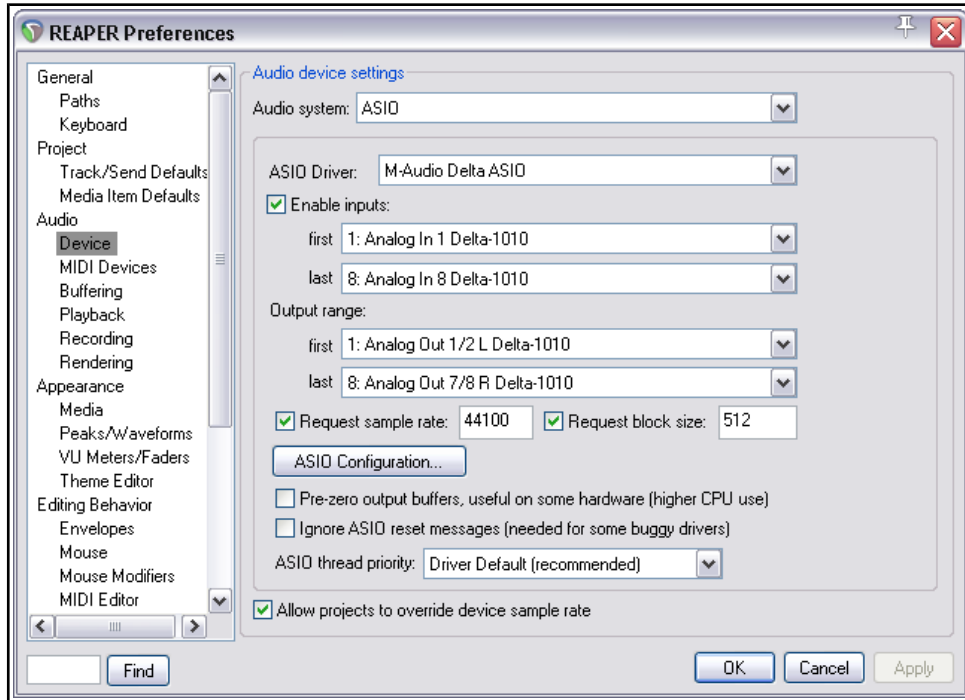 REAPER Preferences
General
Paths
Keyboard
Project
Track/Send Defaults
Media Item Defaults
Audio
Device
MIDI Devices
Buffering
Playback
Recording
Rendering
Appearance
Media
Peaks/Waveforms
VU Meters/Faders
Theme Editor
Editing Behavior
Envelopes
Mouse
Mouse Modifiers
MIDI Editor
Find
Audio device settings
Audio system: ASIO
ASIO Driver: M-Audio Delta ASIO
Enable inputs:
first 1: Analog In 1 Delta-1010
last 8: Analog In 8 Delta-1010
Output range:
first 1: Analog Out 1/2 L Delta-1010
last 8: Analog Out 7/8 R Delta-1010
Request sample rate: 44100 Request block size: 512
ASIO Configuration...
Pre-zero output buffers, useful on some hardware (higher CPU use)
Ignore ASIO reset messages (needed for some buggy drivers)
ASIO thread priority: Driver Default (recommended)
Allow projects to override device sample rate
OK Cancel Apply